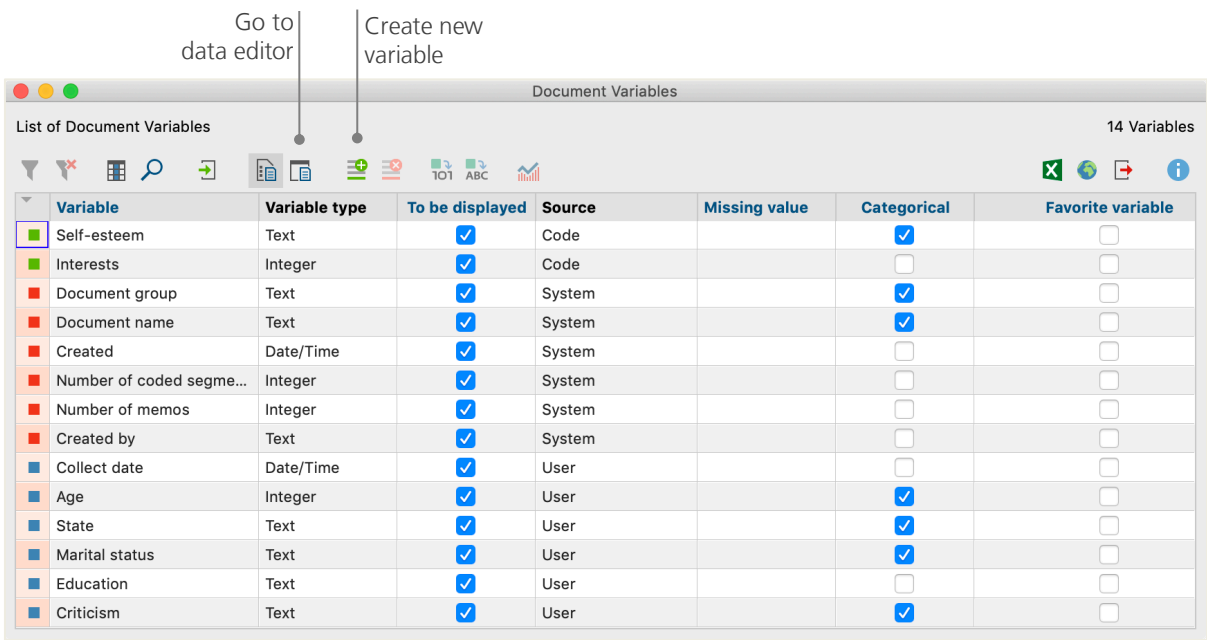 Go to
data editor
Create new
variable
Document Variables
List of Document Variables 14 Variables
101 ABC
Variable Variable type To be displayed Source Missing value Categorical Favorite variable
Self-esteem Text Code
Interests Integer Code
Document group Text System
Document name Text System
Created Date/Time System
Number of coded segme... Integer System
Number of memos Integer System
Created by Text System
Collect date Date/Time User
Age Integer User
State Text User
Marital status Text User
Education Text User
Criticism Text User